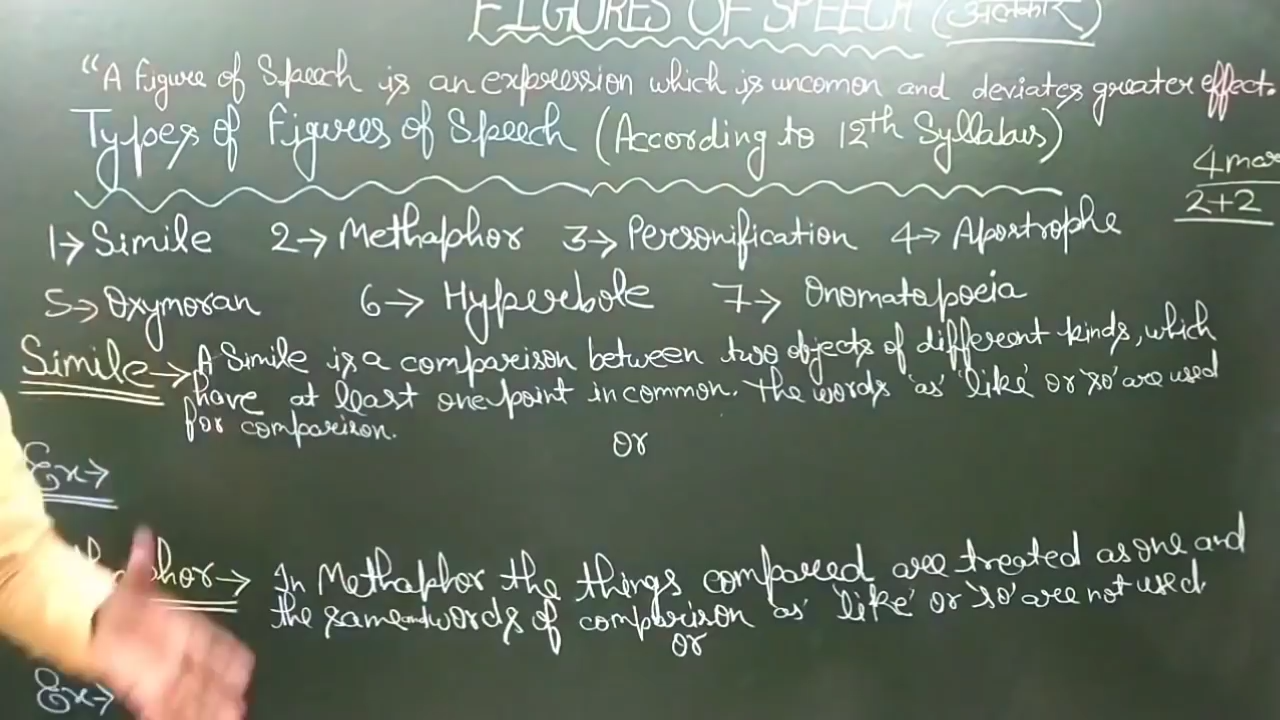 FIGURES OF SPEECH (अलंकार)
"A Figure of Speech is an expression which is uncomon and deviates greater effect.
Types of Figures of Speech (According to 12th Syllabus)
4 mar
2+2
1→ Simile 2→ Methaphor 3→ Personification 4→ Apostrophe
5→ Oxymoran 6→ Hyperbole 7→ Onomatopoeia
Simile→ A Simile is a comparison between two objects of different kinds, which
have at least one point in common. The words 'as' 'like' or 'so' are used
for comparison.
or
Ex→
phor→ In Methaphor the things compared are treated as one and
the same and words of comparison as 'like' or 'so' are not used
or
Ex→